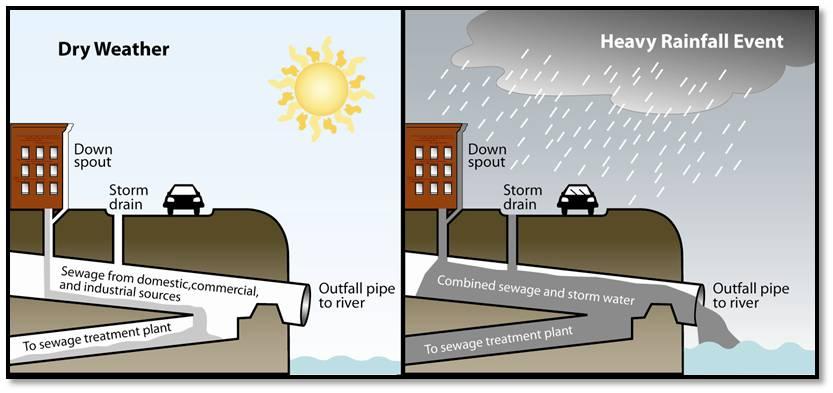 Dry Weather
Down
spout
Storm
drain
Sewage from domestic,commercial,
and industrial sources
Outfall pipe
to river
To sewage treatment plant
Heavy Rainfall Event
Down
spout
Storm
drain
Combined sewage and storm water
Outfall pipe
to river
To sewage treatment plant